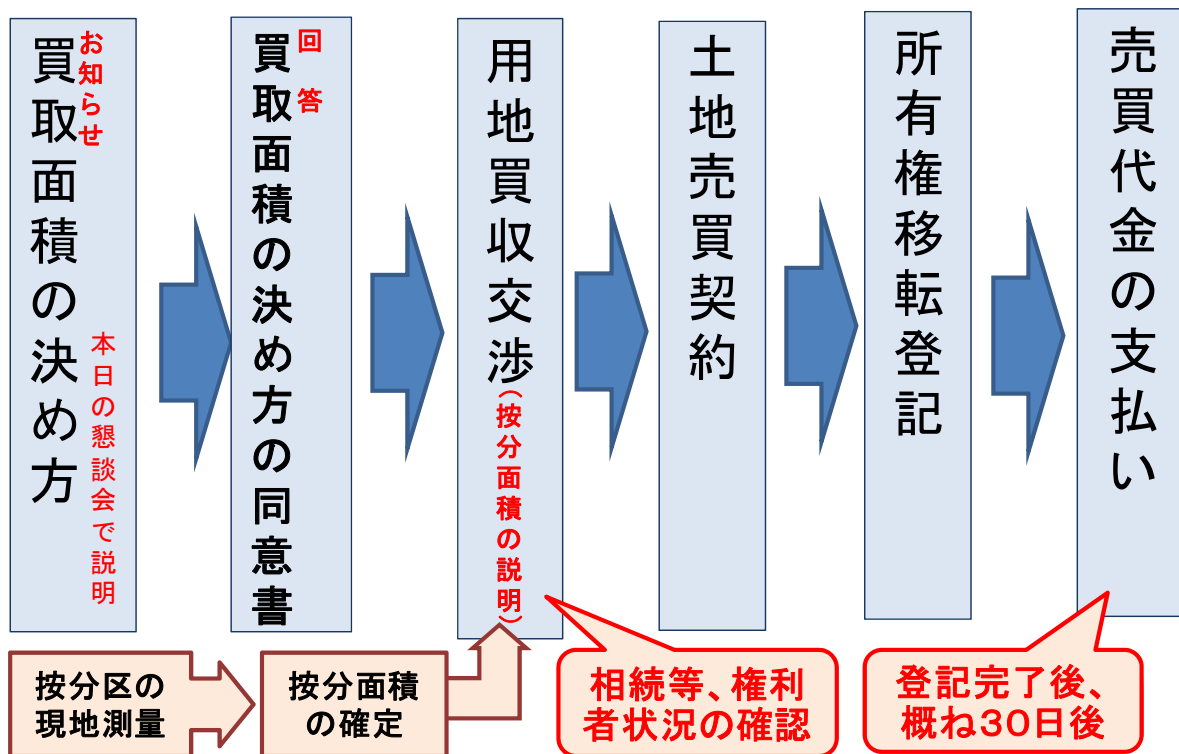 買取面積の決め方
お知らせ
本日の懇談会で説明
買取面積の決め方の同意書
回答
用地買収交渉(按分面積の説明)
土地売買契約
所有権移転登記
売買代金の支払い
按分区の
現地測量
按分面積
の確定
相続等、権利
者状況の確認
登記完了後、
概ね30日後